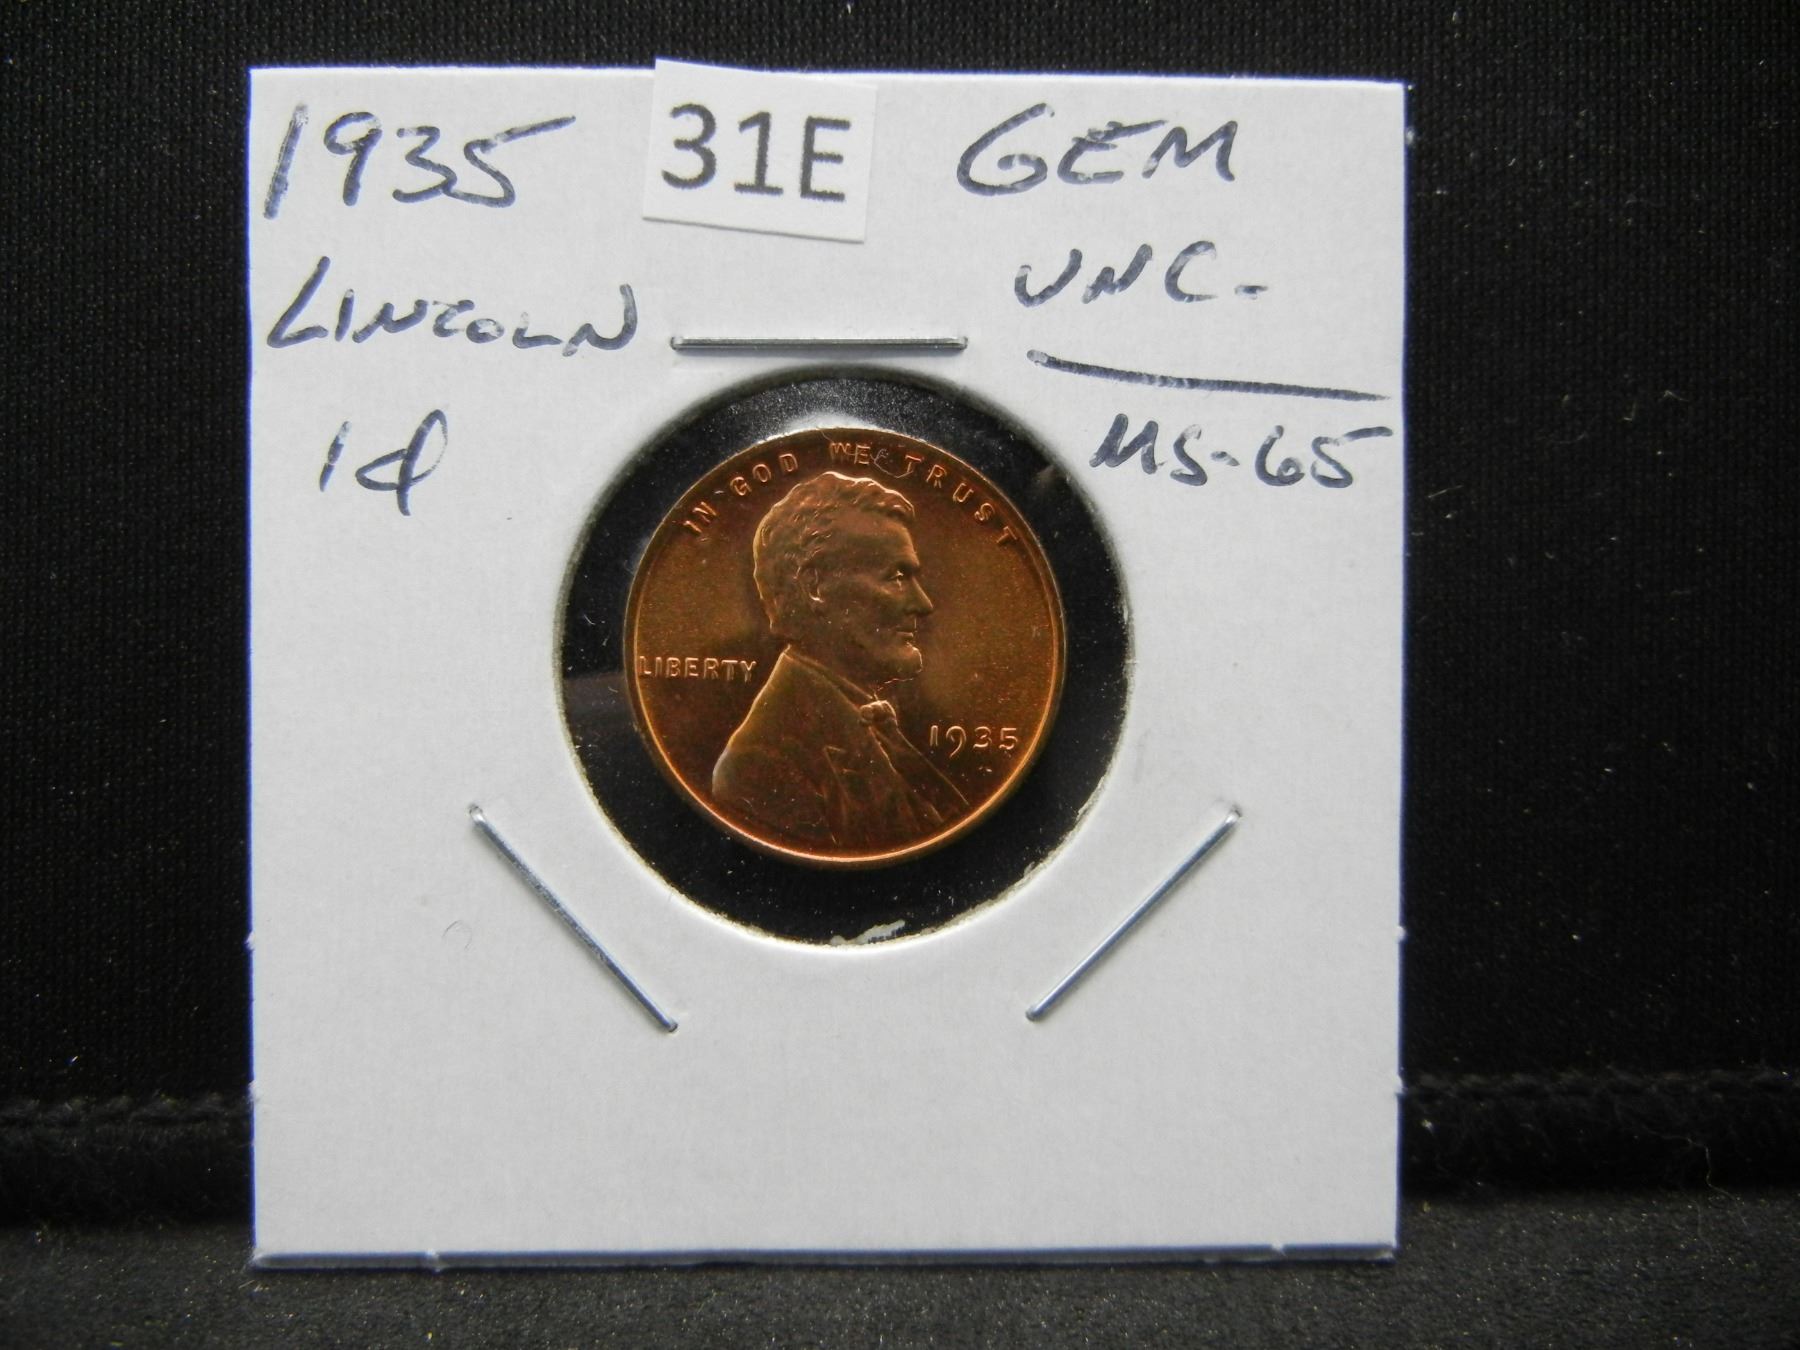 1935
LINCOLN
1¢
31E
GEM
UNC.
MS-65
IN GOD WE TRUST
LIBERTY
1935